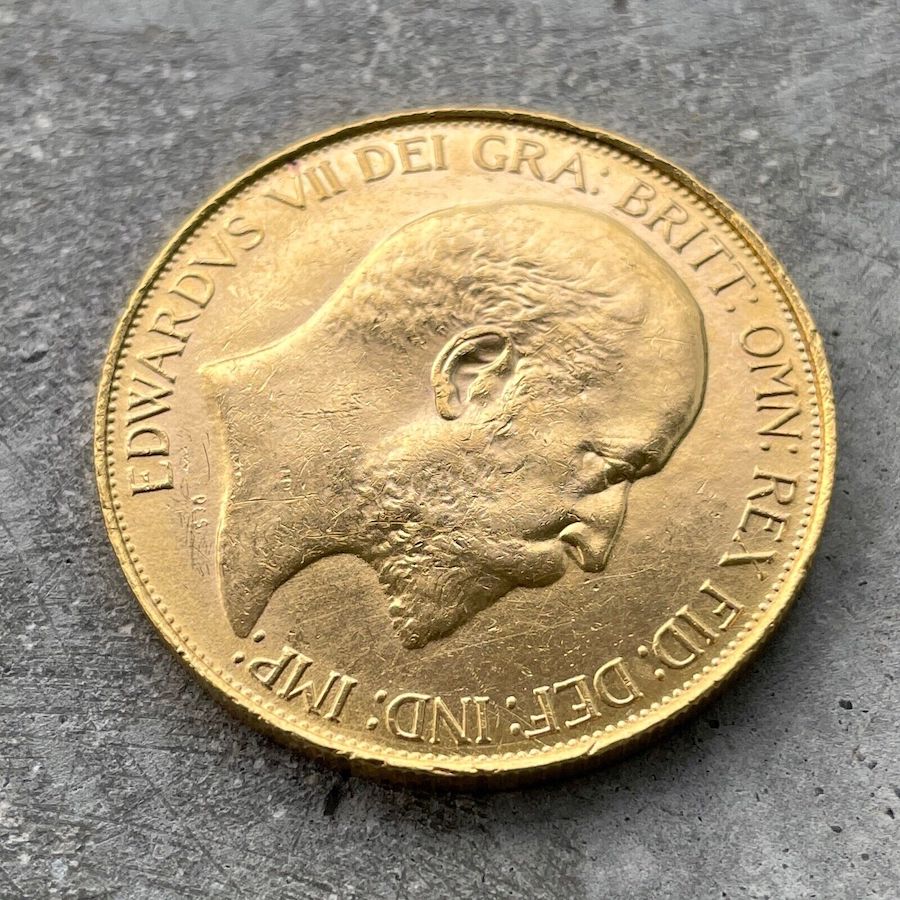 EDWARDVS VII DEI GRA: BRITT: OMN: REX FID: DEF: IND: IMP: